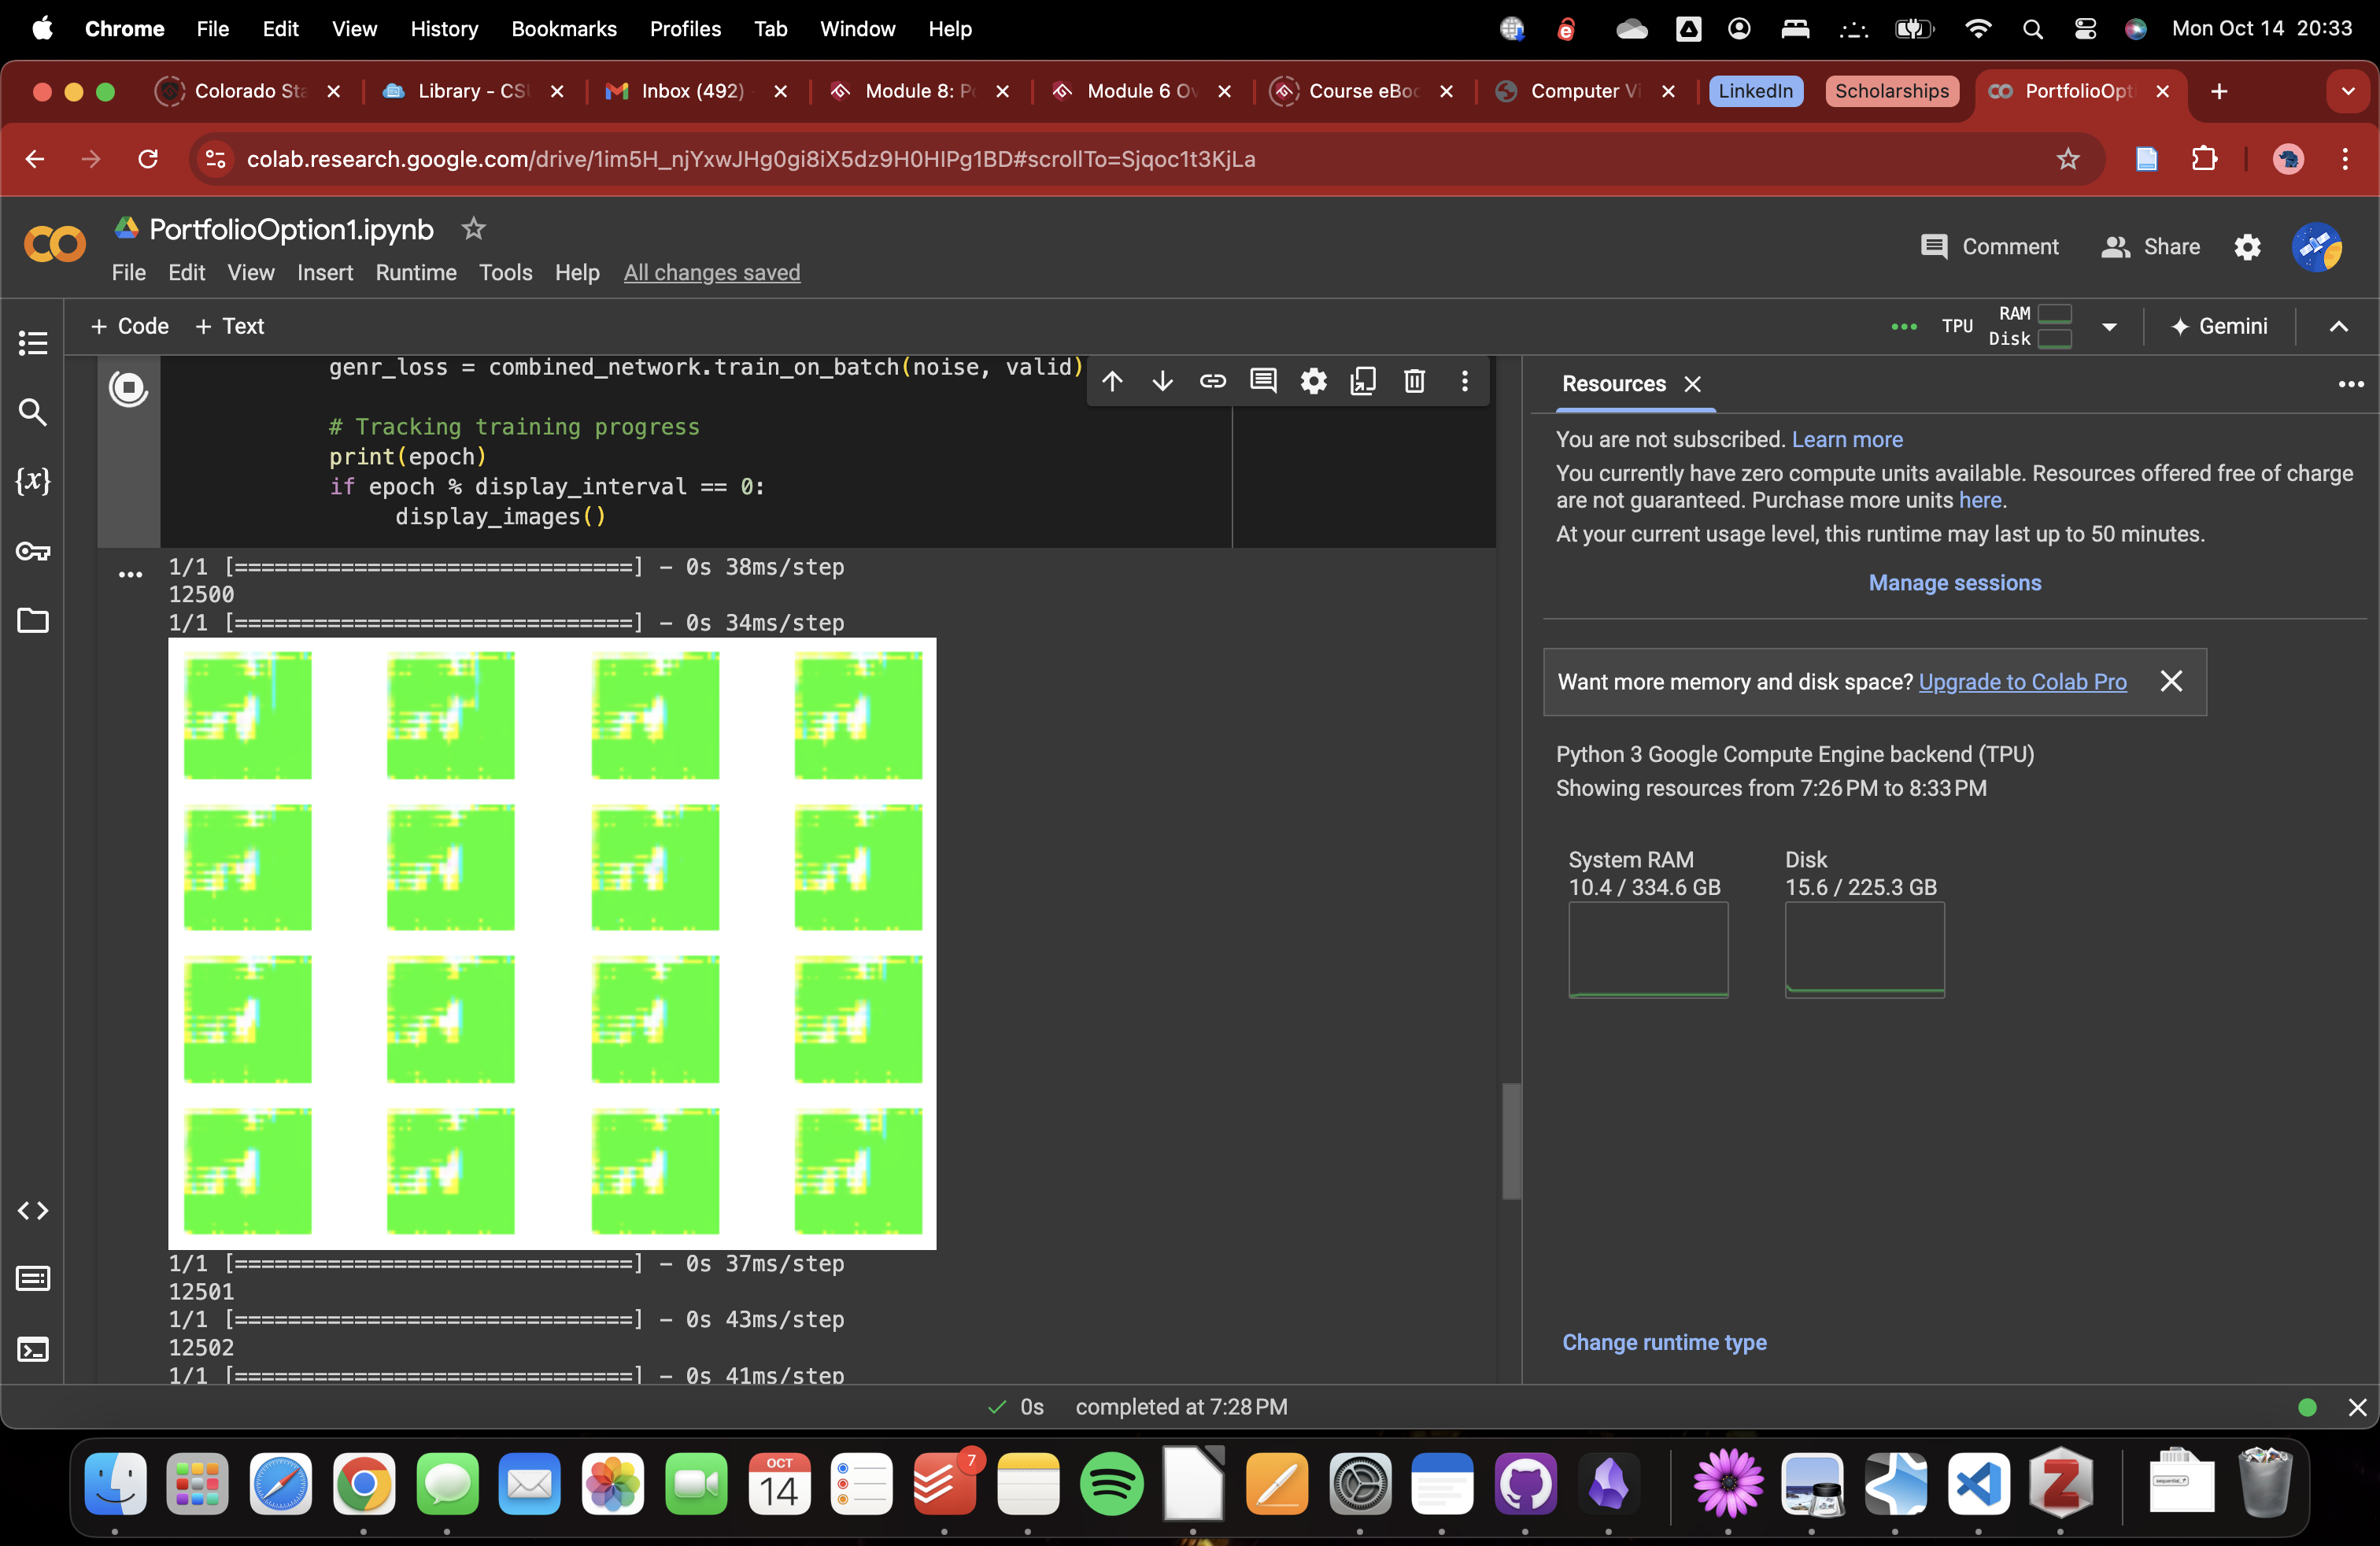 Chrome File Edit View History Bookmarks Profiles Tab Window Help Mon Oct 14 20:33
Colorado Sta Library - CS Inbox (492) Module 8: P Module 6 Ov Course eBoo Computer Vi LinkedIn Scholarships PortfolioOpti
colab.research.google.com/drive/1im5H_njYxwJHg0gi8iX5dz9H0HIPg1BD#scrollTo=Sjqoc1t3KjLa
PortfolioOption1.ipynb
Comment Share
File Edit View Insert Runtime Tools Help All changes saved
+ Code + Text
TPU RAM Disk Gemini
genr_loss = combined_network.train_on_batch(noise, valid)
# Tracking training progress
print(epoch)
if epoch % display_interval == 0:
display_images()
1/1 [==============================] - 0s 38ms/step
12500
1/1 [==============================] - 0s 34ms/step
1/1 [==============================] - 0s 37ms/step
12501
1/1 [==============================] - 0s 43ms/step
12502
1/1 [==============================] - 0s 41ms/step
Resources
You are not subscribed. Learn more
You currently have zero compute units available. Resources offered free of charge
are not guaranteed. Purchase more units here.
At your current usage level, this runtime may last up to 50 minutes.
Manage sessions
Want more memory and disk space? Upgrade to Colab Pro
Python 3 Google Compute Engine backend (TPU)
Showing resources from 7:26 PM to 8:33 PM
System RAM
10.4 / 334.6 GB
Disk
15.6 / 225.3 GB
Change runtime type
0s completed at 7:28 PM
OCT
14
7